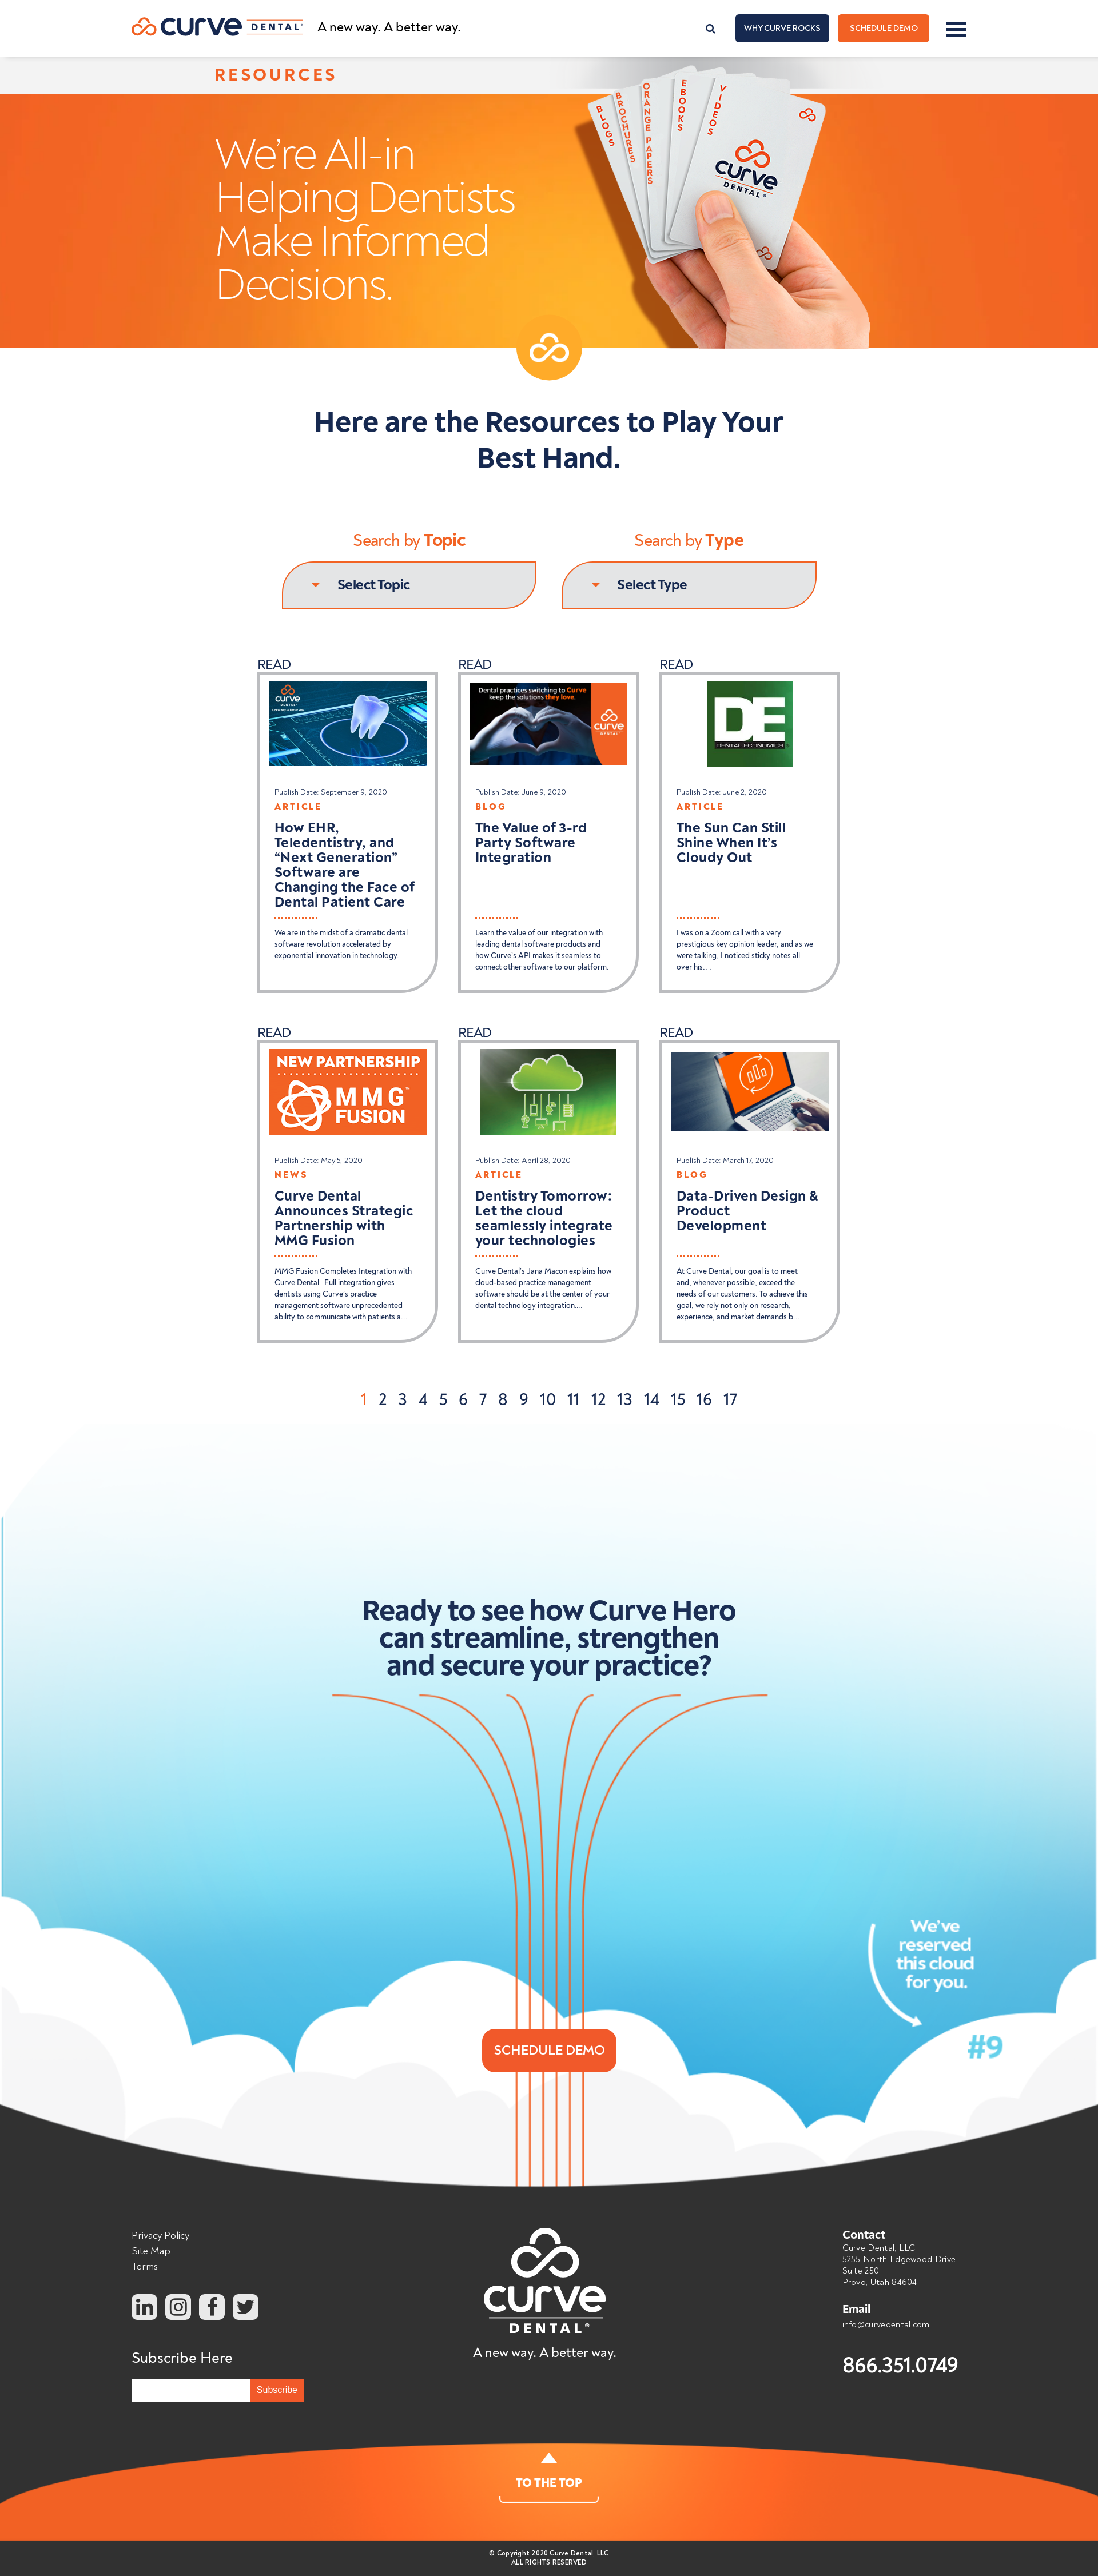 curve DENTAL® A new way. A better way.
WHY CURVE ROCKS
SCHEDULE DEMO
RESOURCES
We're All-in
Helping Dentists
Make Informed
Decisions.
BLOGS
BROCHURES
ORANGE PAPERS
EBOOKS
VIDEOS
curve
DENTAL®
Here are the Resources to Play Your
Best Hand.
Search by Topic
Select Topic
Search by Type
Select Type
READ
curve
DENTAL
A new way. A better way.
Publish Date: September 9, 2020
ARTICLE
How EHR,
Teledentistry, and
“Next Generation”
Software are
Changing the Face of
Dental Patient Care
We are in the midst of a dramatic dental
software revolution accelerated by
exponential innovation in technology.
READ
Dental practices switching to Curve
keep the solutions they love.
curve
DENTAL
Publish Date: June 9, 2020
BLOG
The Value of 3-rd
Party Software
Integration
Learn the value of our integration with
leading dental software products and
how Curve's API makes it seamless to
connect other software to our platform.
READ
DE
DENTAL ECONOMICS®
Publish Date: June 2, 2020
ARTICLE
The Sun Can Still
Shine When It's
Cloudy Out
I was on a Zoom call with a very
prestigious key opinion leader, and as we
were talking, I noticed sticky notes all
over his.. .
READ
NEW PARTNERSHIP
MMG™
FUSION
Publish Date: May 5, 2020
NEWS
Curve Dental
Announces Strategic
Partnership with
MMG Fusion
MMG Fusion Completes Integration with
Curve Dental   Full integration gives
dentists using Curve's practice
management software unprecedented
ability to communicate with patients a...
READ
Publish Date: April 28, 2020
ARTICLE
Dentistry Tomorrow:
Let the cloud
seamlessly integrate
your technologies
Curve Dental's Jana Macon explains how
cloud-based practice management
software should be at the center of your
dental technology integration....
READ
Publish Date: March 17, 2020
BLOG
Data-Driven Design &
Product
Development
At Curve Dental, our goal is to meet
and, whenever possible, exceed the
needs of our customers. To achieve this
goal, we rely not only on research,
experience, and market demands b...
1 2 3 4 5 6 7 8 9 10 11 12 13 14 15 16 17
Ready to see how Curve Hero
can streamline, strengthen
and secure your practice?
We've
reserved
this cloud
for you.
#9
SCHEDULE DEMO
Privacy Policy
Site Map
Terms
in
f
Subscribe Here
Subscribe
curve
DENTAL®
A new way. A better way.
Contact
Curve Dental, LLC
5255 North Edgewood Drive
Suite 250
Provo, Utah 84604
Email
info@curvedental.com
866.351.0749
TO THE TOP
© Copyright 2020 Curve Dental, LLC
ALL RIGHTS RESERVED